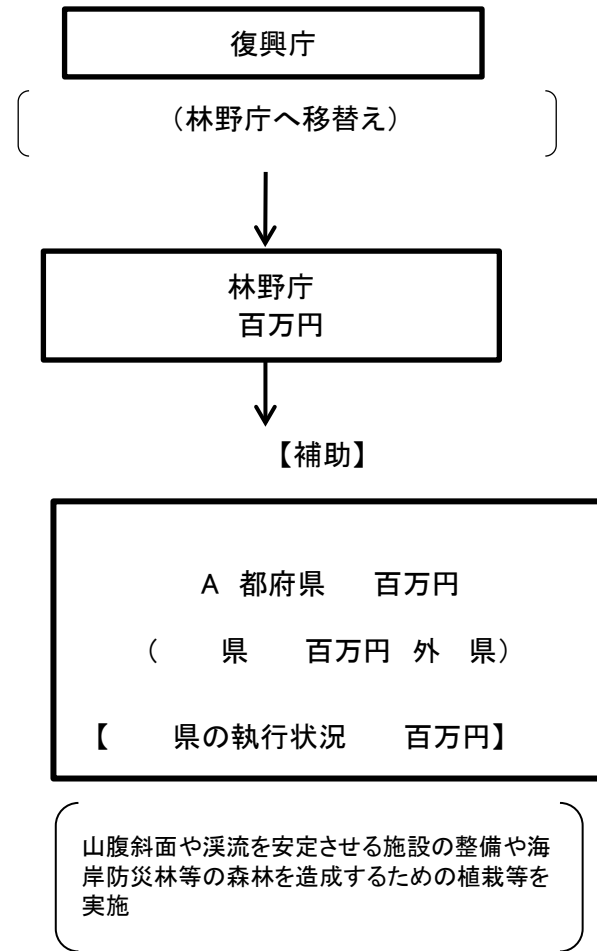 復興庁
(林野庁へ移替え)
林野庁
百万円
【補助】
A 都府県 百万円
( 県 百万円 外 県)
【 県の執行状況 百万円】
山腹斜面や渓流を安定させる施設の整備や海
岸防災林等の森林を造成するための植栽等を
実施